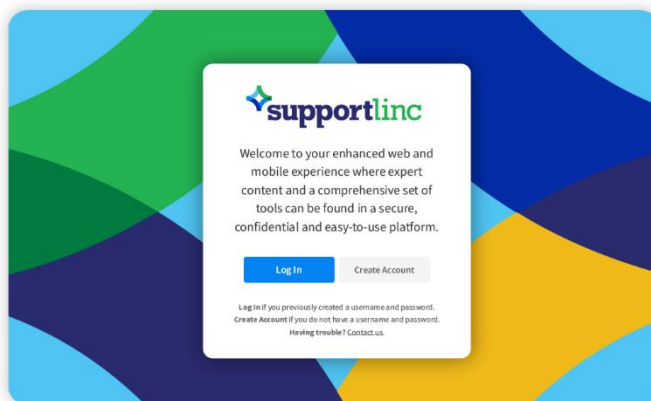 supportlinc
Welcome to your enhanced web and
mobile experience where expert
content and a comprehensive set of
tools can be found in a secure,
confidential and easy-to-use platform.
Log In
Create Account
Log In if you previously created a username and password.
Create Account if you do not have a username and password.
Having trouble? Contact us.